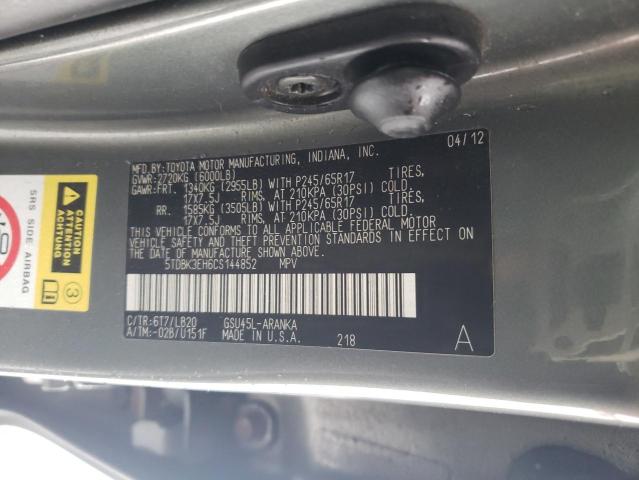 MFD.BY:TOYOTA MOTOR MANUFACTURING, INDIANA, INC. 04/12
GVWR:2720KG (6000LB)
GAWR:FRT. 1340KG (2955LB) WITH P245/65R17 TIRES,
17X7.5J RIMS, AT 210KPA (30PSI) COLD.
RR. 1585KG (3505LB) WITH P245/65R17 TIRES,
17X7.5J RIMS, AT 210KPA (30PSI) COLD.
THIS VEHICLE CONFORMS TO ALL APPLICABLE FEDERAL MOTOR
VEHICLE SAFETY AND THEFT PREVENTION STANDARDS IN EFFECT ON
THE DATE OF MANUFACTURE SHOWN ABOVE.
5TDBK3EH6CS144852 MPV
C/TR:6T7/LB20 GSU45L-ARANKA
A/TM:-02B/U151F MADE IN U.S.A. 218 A
SRS SIDE AIRBAG
CAUTION
ATTENTION
ACHTUNG
3